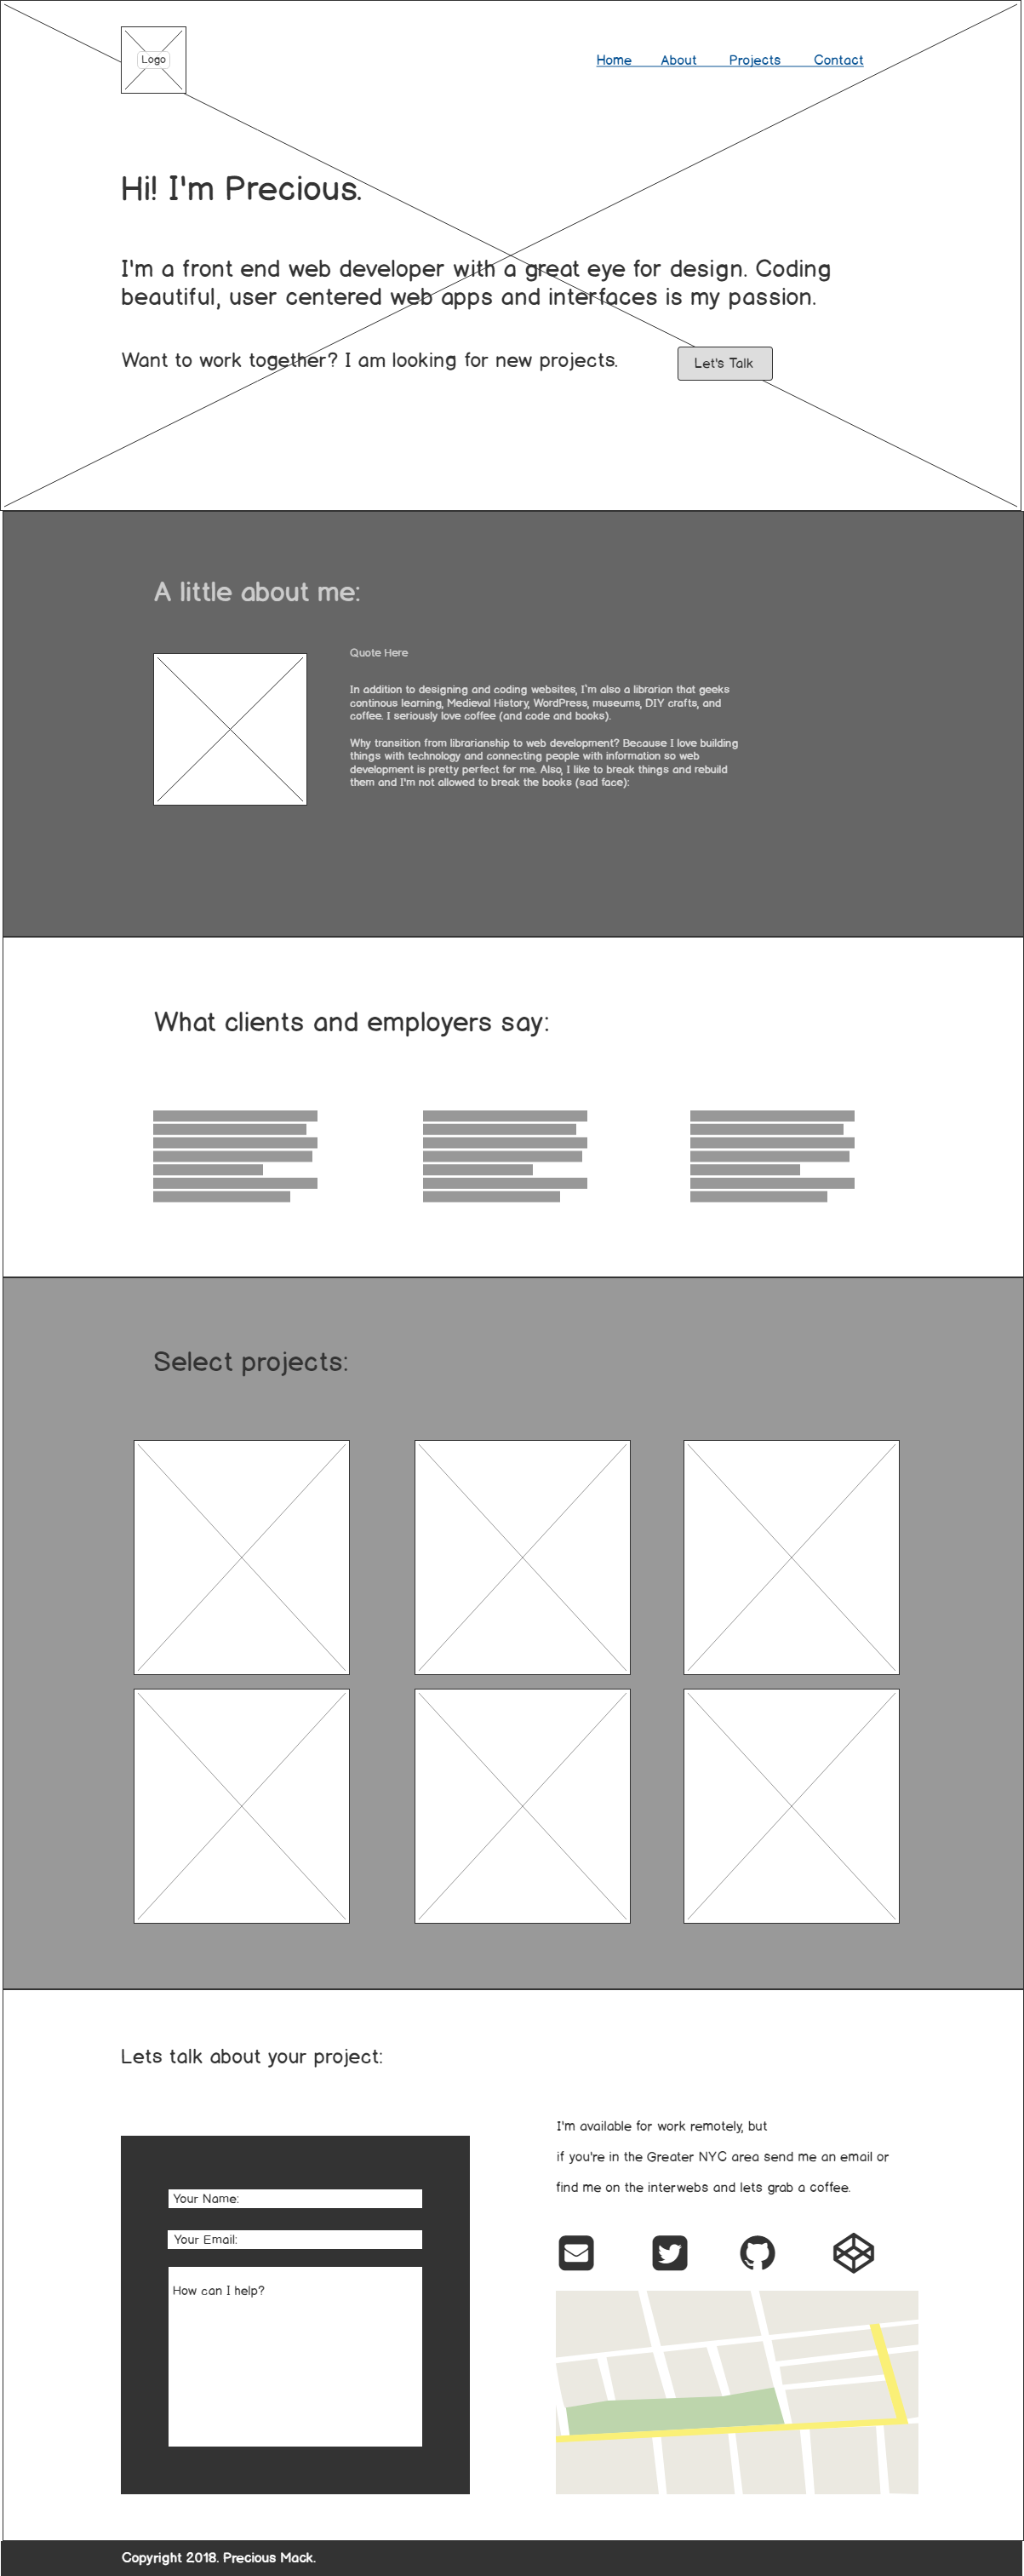 Logo
Home About Projects Contact
Hi! I'm Precious.
I'm a front end web developer with a great eye for design. Coding
beautiful, user centered web apps and interfaces is my passion.
Want to work together? I am looking for new projects.
Let's Talk
A little about me:
Quote Here
In addition to designing and coding websites, I'm also a librarian that geeks
continous learning, Medieval History, WordPress, museums, DIY crafts, and
coffee. I seriously love coffee (and code and books).
Why transition from librarianship to web development? Because I love building
things with technology and connecting people with information so web
development is pretty perfect for me. Also, I like to break things and rebuild
them and I'm not allowed to break the books (sad face):
What clients and employers say:
Select projects:
Lets talk about your project:
Your Name:
Your Email:
How can I help?
I'm available for work remotely, but
if you're in the Greater NYC area send me an email or
find me on the interwebs and lets grab a coffee.
Copyright 2018. Precious Mack.